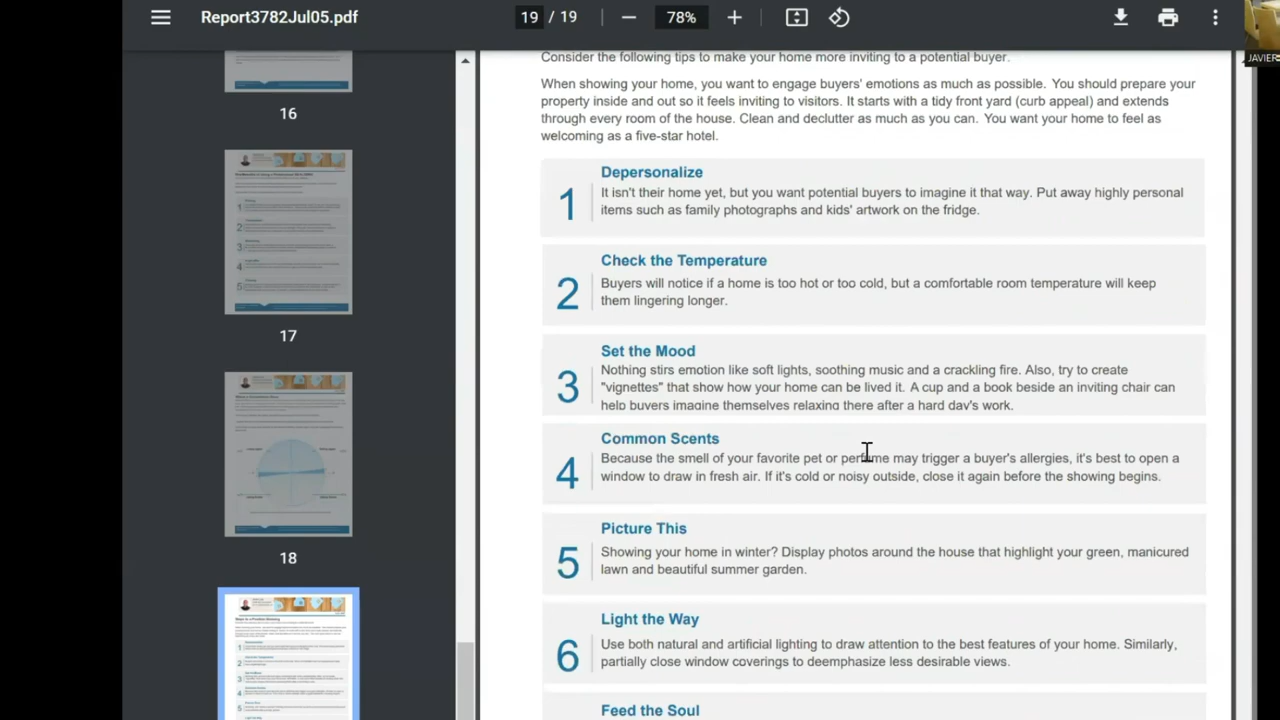 Report3782Jul05.pdf
19 / 19
78%
JAVIER
16
17
18
Consider the following tips to make your home more inviting to a potential buyer.
When showing your home, you want to engage buyers' emotions as much as possible. You should prepare your
property inside and out so it feels inviting to visitors. It starts with a tidy front yard (curb appeal) and extends
through every room of the house. Clean and declutter as much as you can. You want your home to feel as
welcoming as a five-star hotel.
1
Depersonalize
It isn't their home yet, but you want potential buyers to imagine it that way. Put away highly personal
items such as family photographs and kids' artwork on the fridge.
2
Check the Temperature
Buyers will notice if a home is too hot or too cold, but a comfortable room temperature will keep
them lingering longer.
3
Set the Mood
Nothing stirs emotion like soft lights, soothing music and a crackling fire. Also, try to create
"vignettes" that show how your home can be lived it. A cup and a book beside an inviting chair can
help buyers imagine themselves relaxing there after a hard day's work.
4
Common Scents
Because the smell of your favorite pet or perfume may trigger a buyer's allergies, it's best to open a
window to draw in fresh air. If it's cold or noisy outside, close it again before the showing begins.
5
Picture This
Showing your home in winter? Display photos around the house that highlight your green, manicured
lawn and beautiful summer garden.
6
Light the Way
Use lamps and accent lighting to draw attention to the best features of your home. Similarly,
partially close blinds or drapes to deemphasize less desirable views.
Feed the Soul